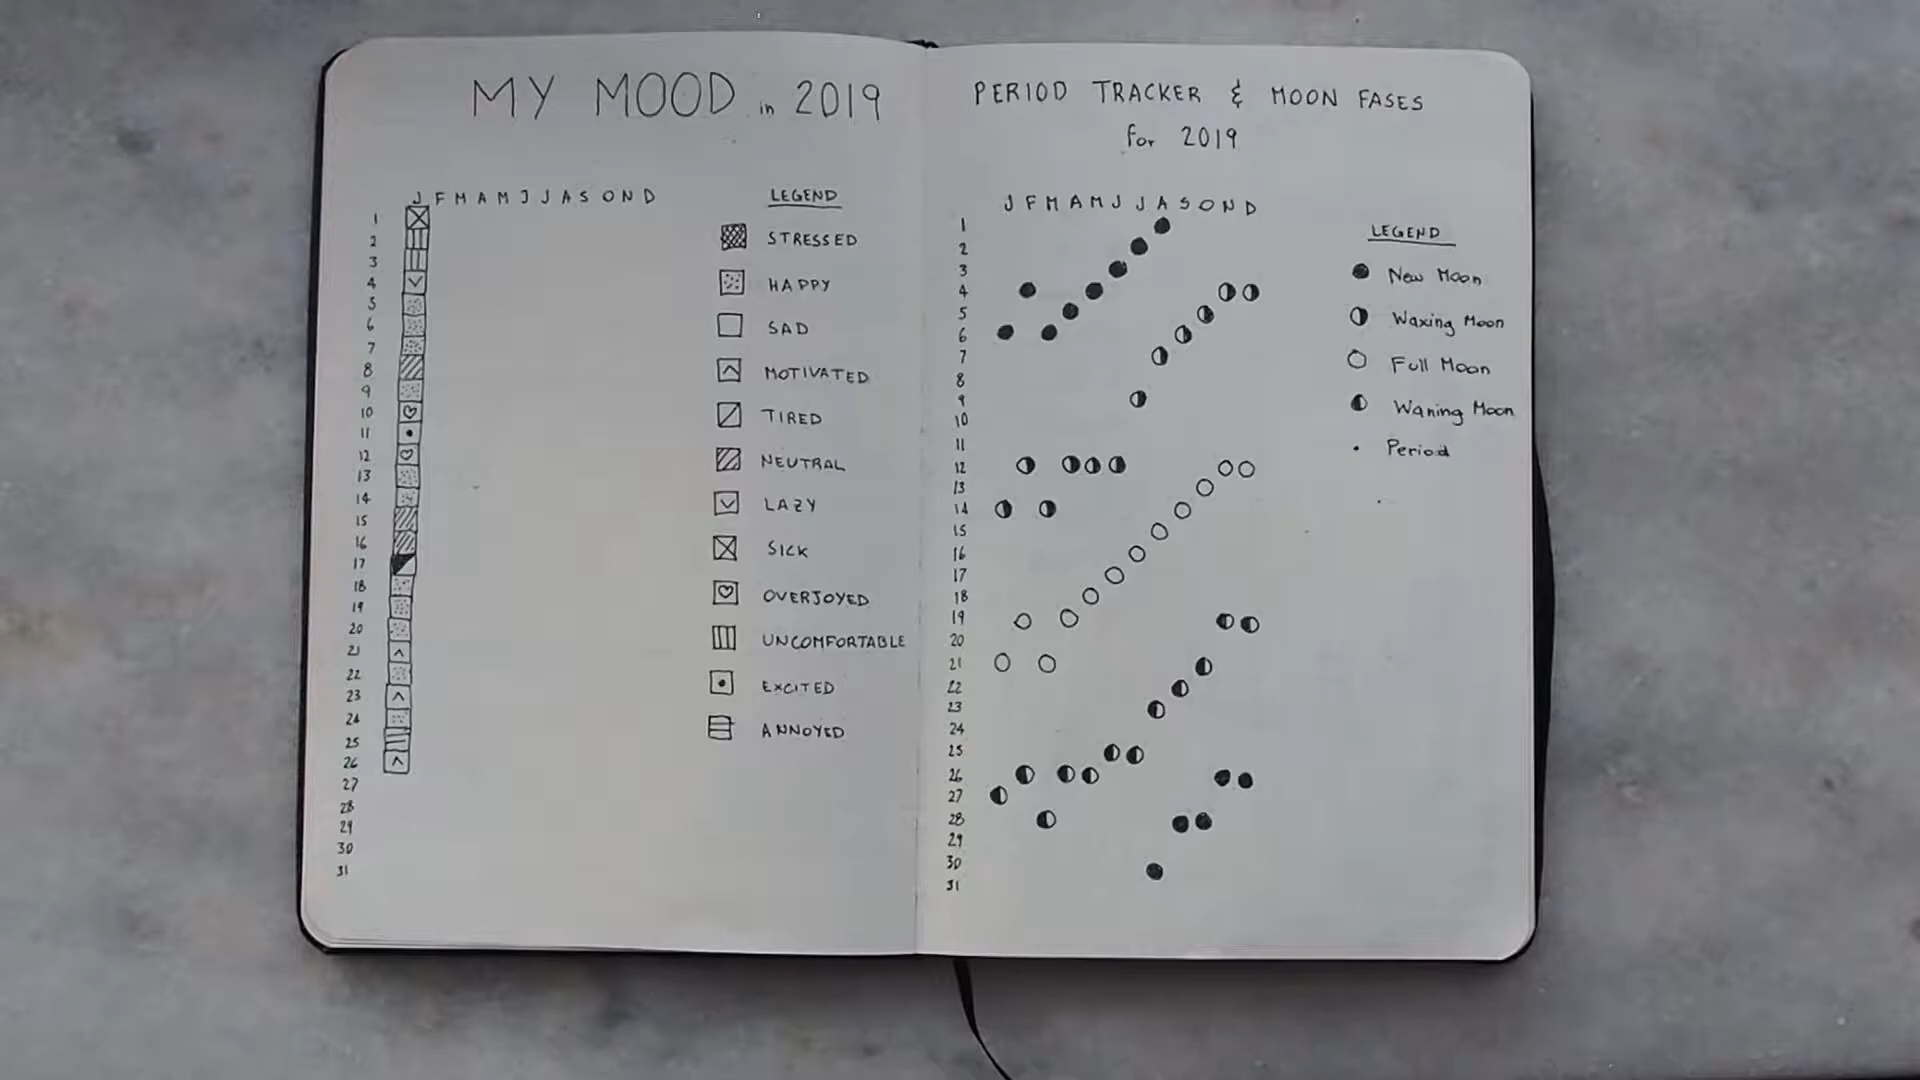 MY MOOD in 2019
J F M A M J J A S O N D
1
2
3
4
5
6
7
8
9
10
11
12
13
14
15
16
17
18
19
20
21
22
23
24
25
26
27
28
29
30
31
LEGEND
STRESSED
HAPPY
SAD
MOTIVATED
TIRED
NEUTRAL
LAZY
SICK
OVERJOYED
UNCOMFORTABLE
EXCITED
ANNOYED
PERIOD TRACKER & MOON FASES
for 2019
J F M A M J J A S O N D
1
2
3
4
5
6
7
8
9
10
11
12
13
14
15
16
17
18
19
20
21
22
23
24
25
26
27
28
29
30
31
LEGEND
New Moon
Waxing Moon
Full Moon
Waning Moon
Period